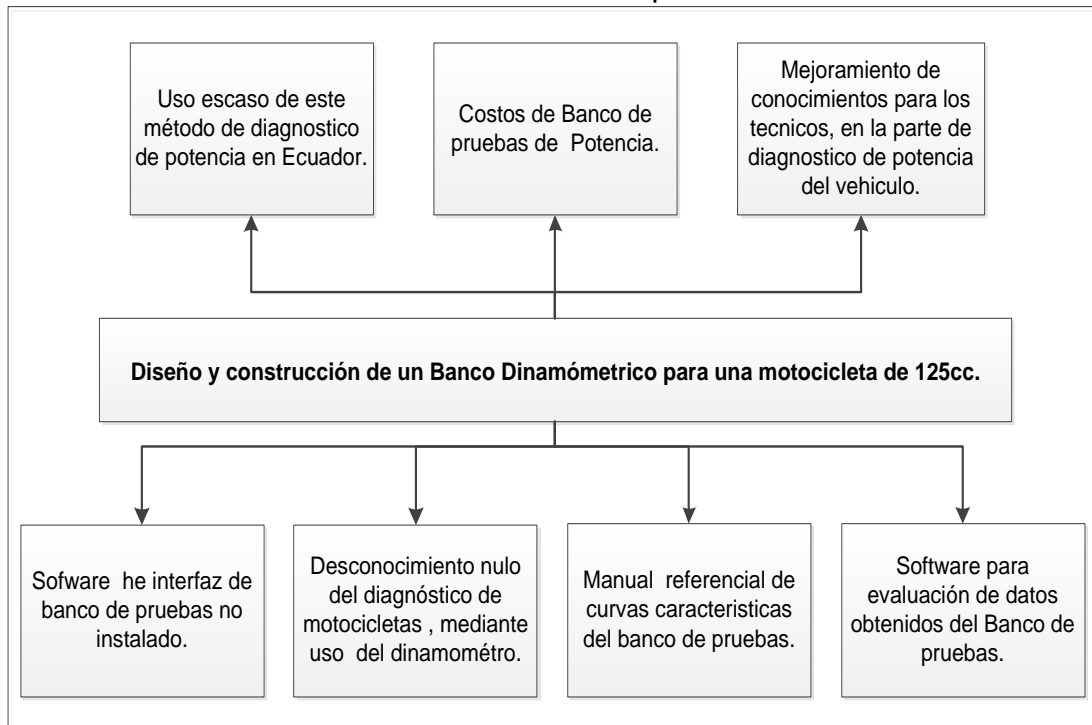 Uso escaso de este
método de diagnostico
de potencia en Ecuador.
Costos de Banco de
pruebas de Potencia.
Mejoramiento de
conocimientos para los
tecnicos, en la parte de
diagnostico de potencia
del vehiculo.
Diseño y construcción de un Banco Dinamómetrico para una motocicleta de 125cc.
Sofware he interfaz de
banco de pruebas no
instalado.
Desconocimiento nulo
del diagnóstico de
motocicletas , mediante
uso del dinamométro.
Manual referencial de
curvas caracteristicas
del banco de pruebas.
Software para
evaluación de datos
obtenidos del Banco de
pruebas.